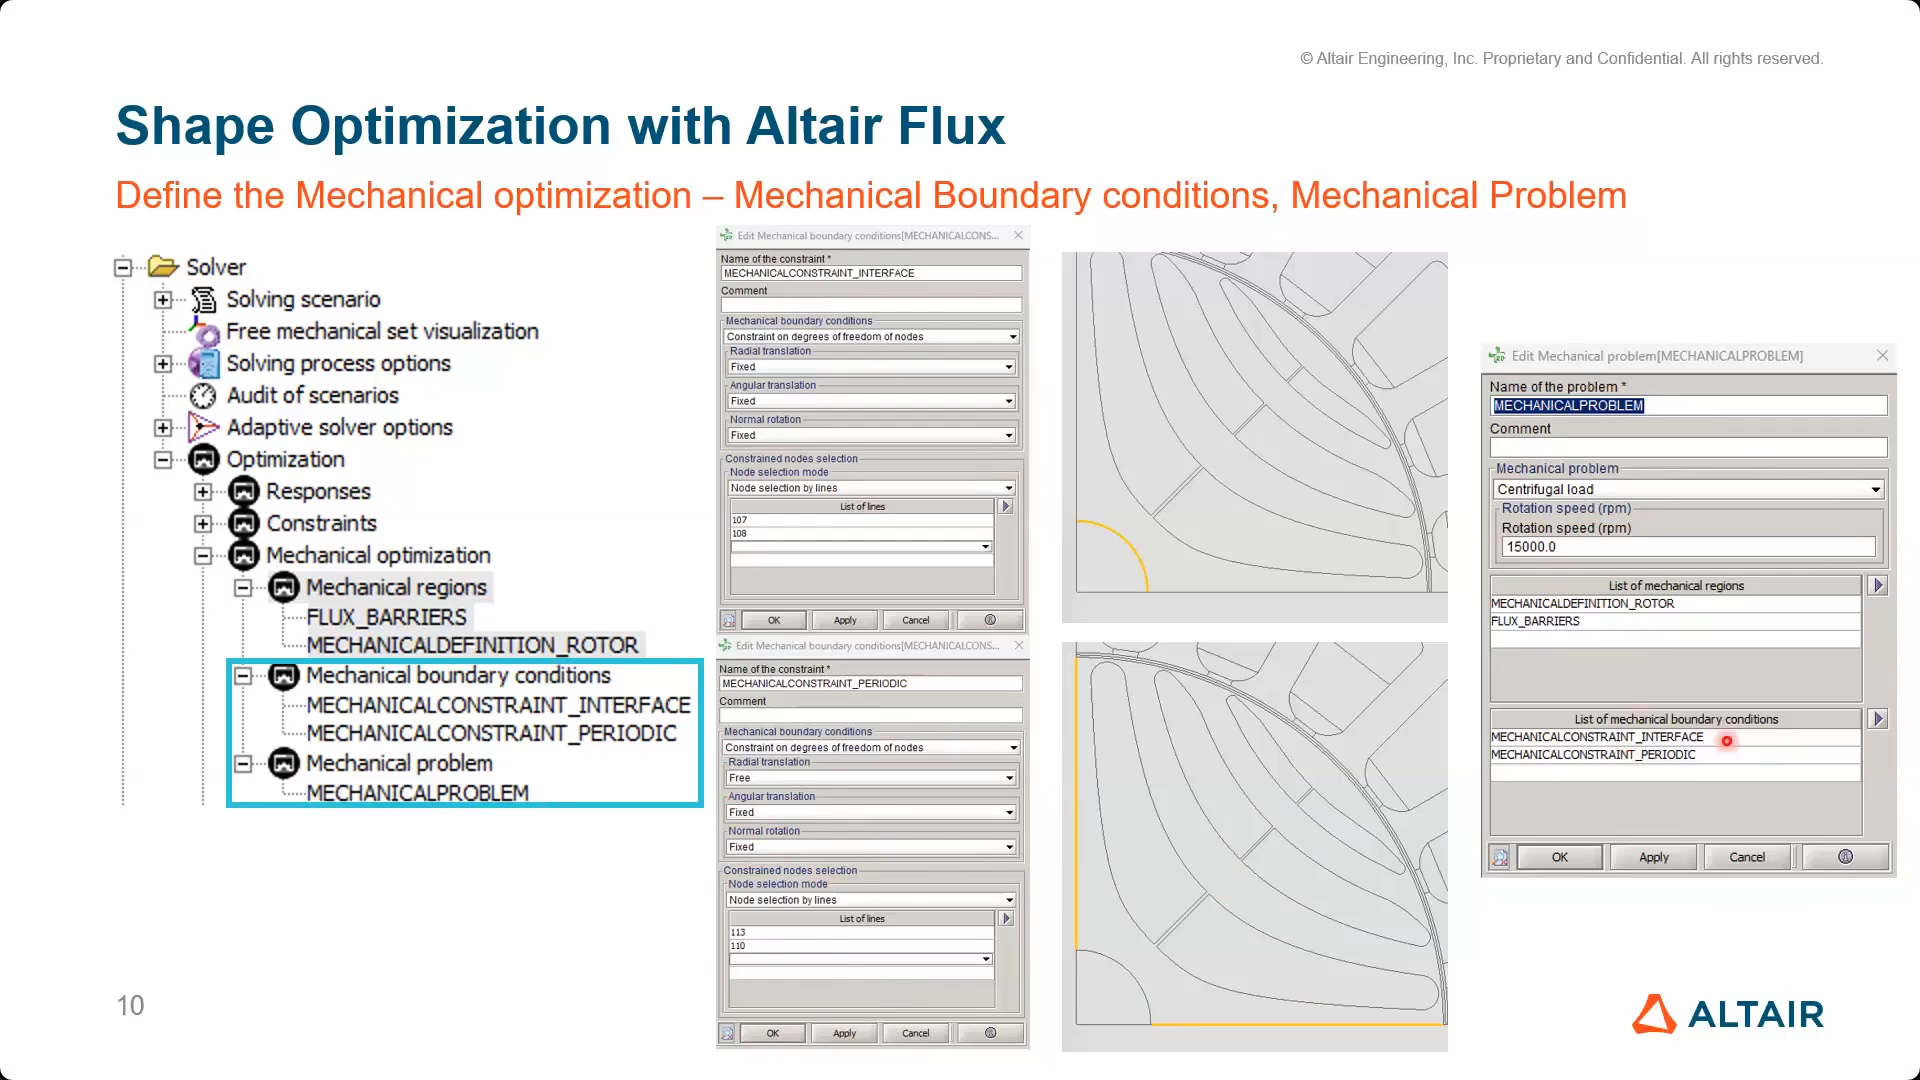 © Altair Engineering, Inc. Proprietary and Confidential. All rights reserved.
Shape Optimization with Altair Flux
Define the Mechanical optimization – Mechanical Boundary conditions, Mechanical Problem
Solver
Solving scenario
Free mechanical set visualization
Solving process options
Audit of scenarios
Adaptive solver options
Optimization
Responses
Constraints
Mechanical optimization
Mechanical regions
FLUX_BARRIERS
MECHANICALDEFINITION_ROTOR
Mechanical boundary conditions
MECHANICALCONSTRAINT_INTERFACE
MECHANICALCONSTRAINT_PERIODIC
Mechanical problem
MECHANICALPROBLEM
Edit Mechanical boundary conditions[MECHANICALCONS...
Name of the constraint *
MECHANICALCONSTRAINT_INTERFACE
Comment
Mechanical boundary conditions
Constraint on degrees of freedom of nodes
Radial translation
Fixed
Angular translation
Fixed
Normal rotation
Fixed
Constrained nodes selection
Node selection mode
Node selection by lines
List of lines
107
108
OK Apply Cancel
Edit Mechanical boundary conditions[MECHANICALCONS...
Name of the constraint *
MECHANICALCONSTRAINT_PERIODIC
Comment
Mechanical boundary conditions
Constraint on degrees of freedom of nodes
Radial translation
Free
Angular translation
Fixed
Normal rotation
Fixed
Constrained nodes selection
Node selection mode
Node selection by lines
List of lines
113
110
OK Apply Cancel
Edit Mechanical problem[MECHANICALPROBLEM]
Name of the problem *
MECHANICALPROBLEM
Comment
Mechanical problem
Centrifugal load
Rotation speed (rpm)
Rotation speed (rpm)
15000.0
List of mechanical regions
MECHANICALDEFINITION_ROTOR
FLUX_BARRIERS
List of mechanical boundary conditions
MECHANICALCONSTRAINT_INTERFACE
MECHANICALCONSTRAINT_PERIODIC
OK Apply Cancel
10
ALTAIR